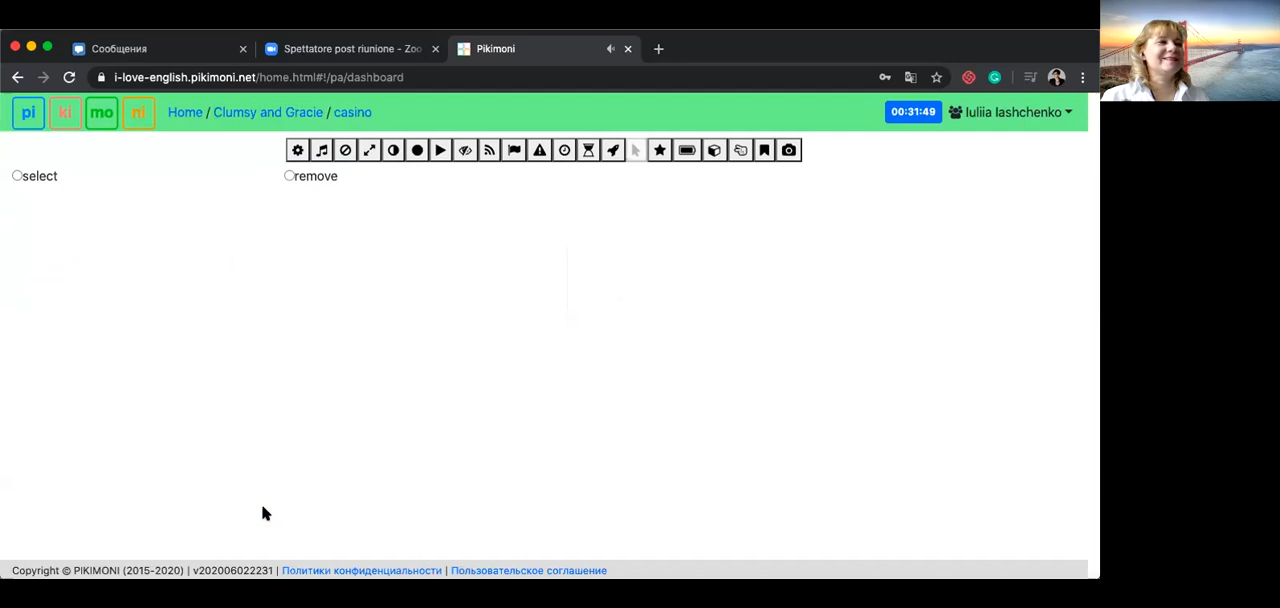 Сообщения
Spettatore post riunione - Zoo
Pikimoni
i-love-english.pikimoni.net/home.html#!/pa/dashboard
pi ki mo ni Home / Clumsy and Gracie / casino 00:31:49 Iuliia Iashchenko
select remove
Copyright © PIKIMONI (2015-2020) | v202006022231 | Политики конфиденциальности | Пользовательское соглашение